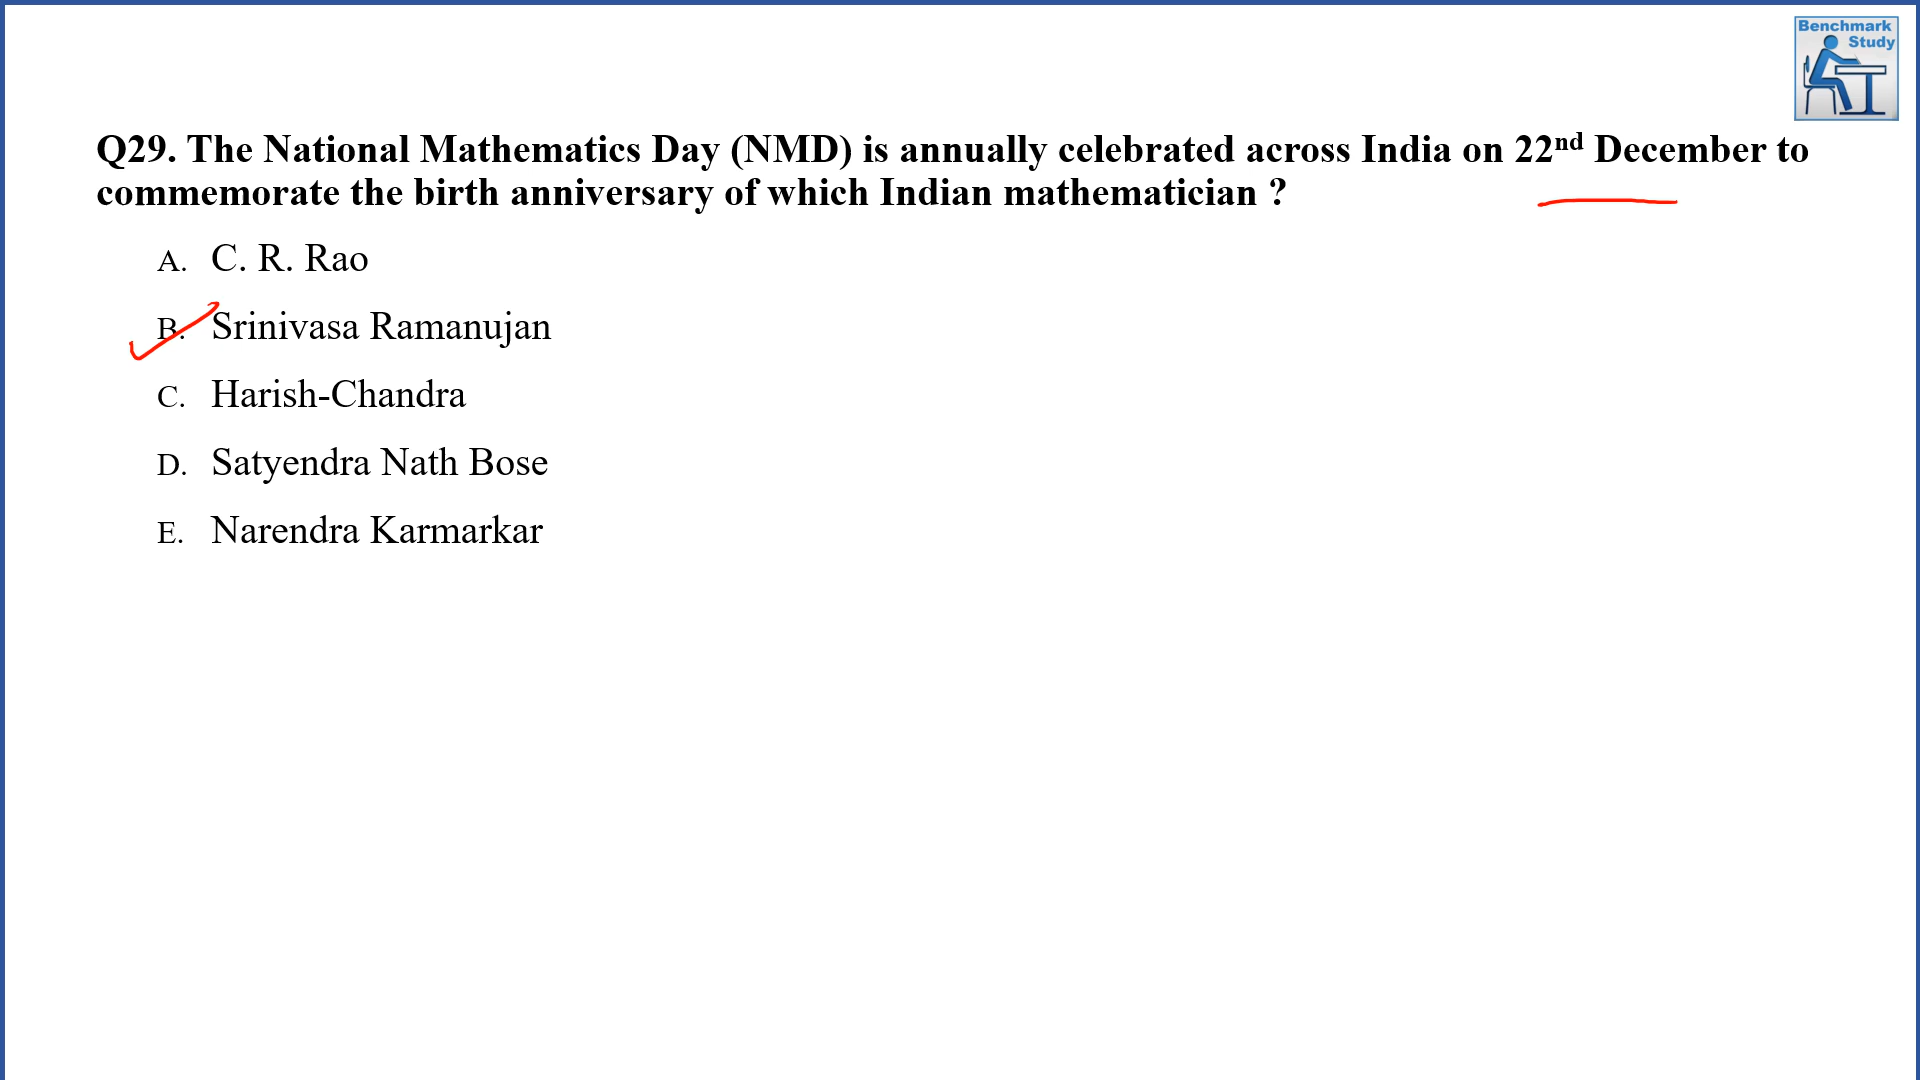 Benchmark
Study
Q29. The National Mathematics Day (NMD) is annually celebrated across India on 22nd December to
commemorate the birth anniversary of which Indian mathematician ?
A. C. R. Rao
B. Srinivasa Ramanujan
C. Harish-Chandra
D. Satyendra Nath Bose
E. Narendra Karmarkar